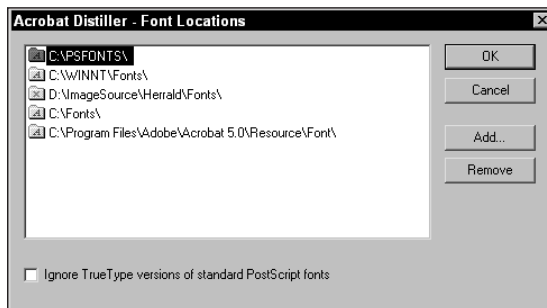 Acrobat Distiller - Font Locations
C:\PSFONTS\
C:\WINNT\Fonts\
D:\ImageSource\Herrald\Fonts\
C:\Fonts\
C:\Program Files\Adobe\Acrobat 5.0\Resource\Font\
OK
Cancel
Add...
Remove
Ignore TrueType versions of standard PostScript fonts